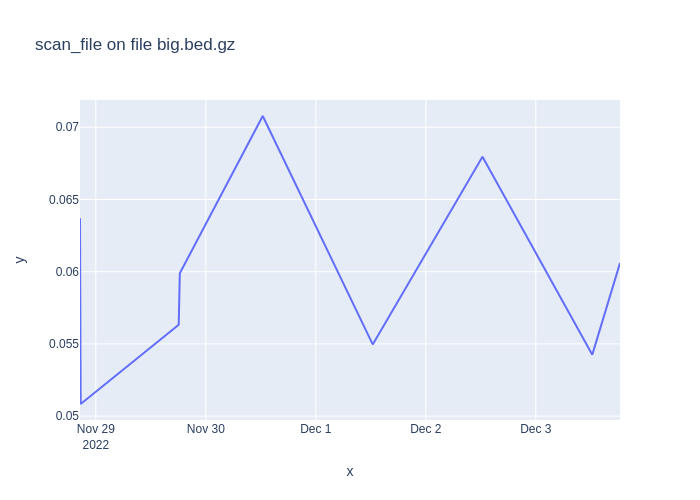 scan_file on file big.bed.gz
0.07
0.065
0.06
0.055
0.05
y
Nov 29
2022
Nov 30
Dec 1
Dec 2
Dec 3
x